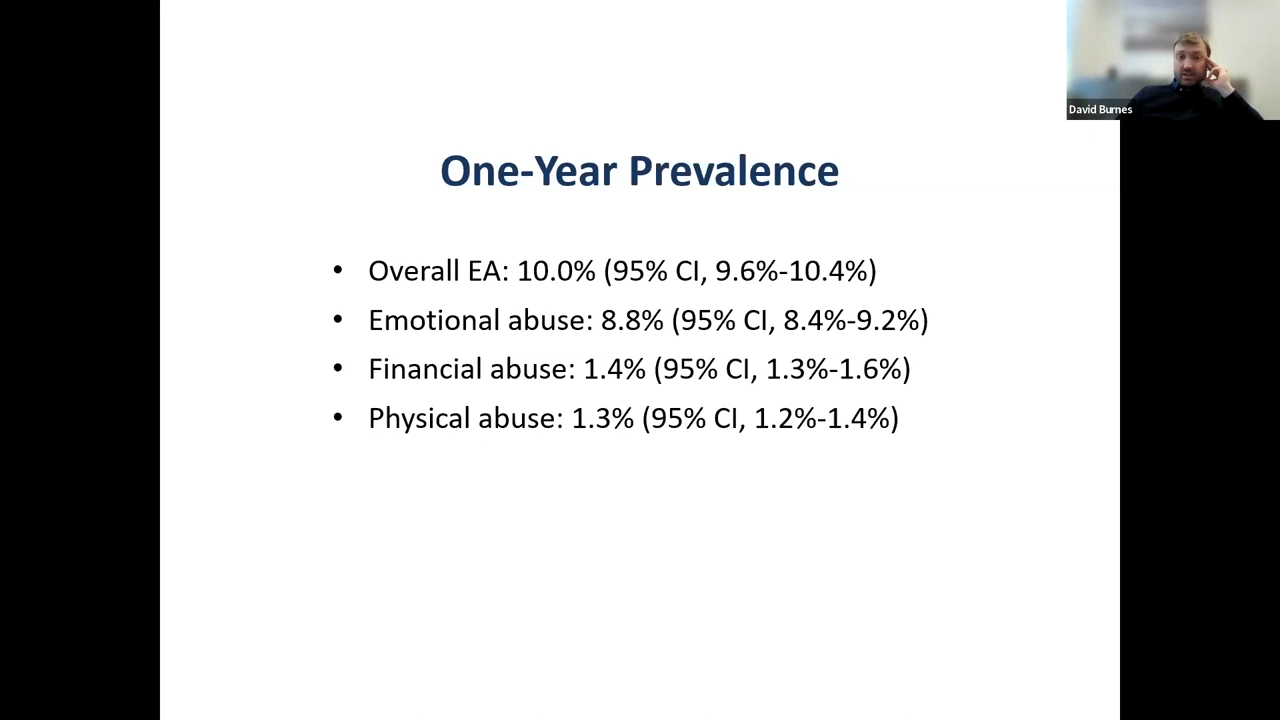 David Burnes
One-Year Prevalence
• Overall EA: 10.0% (95% CI, 9.6%-10.4%)
• Emotional abuse: 8.8% (95% CI, 8.4%-9.2%)
• Financial abuse: 1.4% (95% CI, 1.3%-1.6%)
• Physical abuse: 1.3% (95% CI, 1.2%-1.4%)